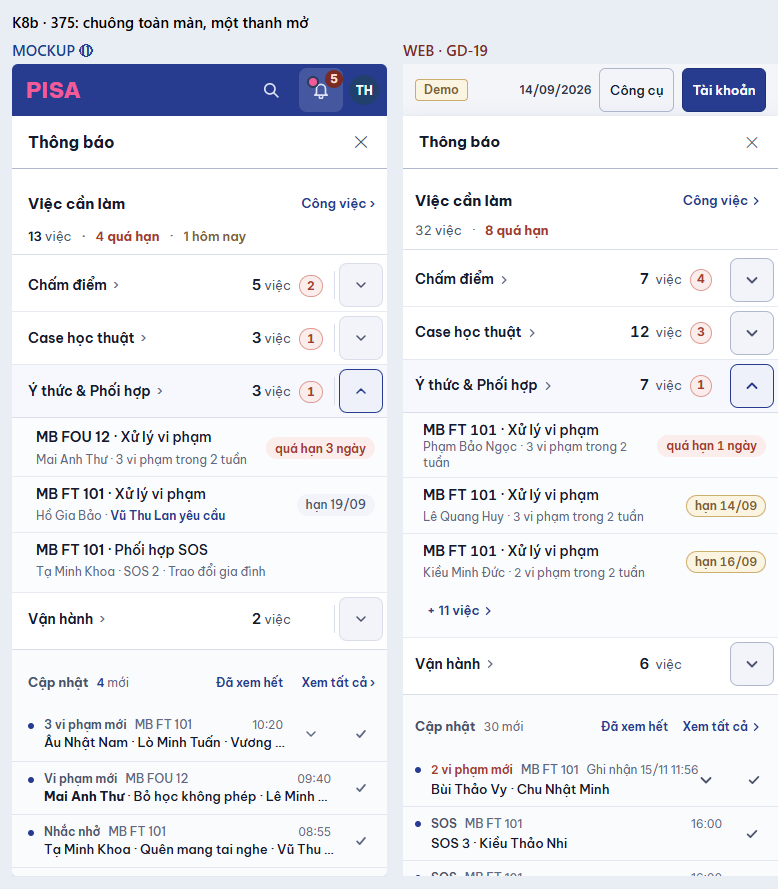 K8b · 375: chuông toàn màn, một thanh mở
MOCKUP
PISA
5
TH
Thông báo
Việc cần làm
Công việc ›
13 việc · 4 quá hạn · 1 hôm nay
Chấm điểm ›
5 việc
2
Case học thuật ›
3 việc
1
Ý thức & Phối hợp ›
3 việc
1
MB FOU 12 · Xử lý vi phạm
Mai Anh Thư · 3 vi phạm trong 2 tuần
quá hạn 3 ngày
MB FT 101 · Xử lý vi phạm
Hồ Gia Bảo · Vũ Thu Lan yêu cầu
hạn 19/09
MB FT 101 · Phối hợp SOS
Tạ Minh Khoa · SOS 2 · Trao đổi gia đình
Vận hành ›
2 việc
Cập nhật 4 mới
Đã xem hết
Xem tất cả ›
3 vi phạm mới MB FT 101 10:20
Âu Nhật Nam · Lò Minh Tuấn · Vương ...
Vi phạm mới MB FOU 12 09:40
Mai Anh Thư · Bỏ học không phép · Lê Minh ...
Nhắc nhở MB FT 101 08:55
Tạ Minh Khoa · Quên mang tai nghe · Vũ Thu ...
WEB · GD-19
Demo
14/09/2026
Công cụ
Tài khoản
Thông báo
Việc cần làm
Công việc ›
32 việc · 8 quá hạn
Chấm điểm ›
7 việc
4
Case học thuật ›
12 việc
3
Ý thức & Phối hợp ›
7 việc
1
MB FT 101 · Xử lý vi phạm
Phạm Bảo Ngọc · 3 vi phạm trong 2
tuần
quá hạn 1 ngày
MB FT 101 · Xử lý vi phạm
Lê Quang Huy · 3 vi phạm trong 2 tuần
hạn 14/09
MB FT 101 · Xử lý vi phạm
Kiều Minh Đức · 2 vi phạm trong 2 tuần
hạn 16/09
+ 11 việc ›
Vận hành ›
6 việc
Cập nhật 30 mới
Đã xem hết
Xem tất cả ›
2 vi phạm mới MB FT 101 Ghi nhận 15/11 11:56
Bùi Thảo Vy · Chu Nhật Minh
SOS MB FT 101 16:00
SOS 3 · Kiều Thảo Nhi